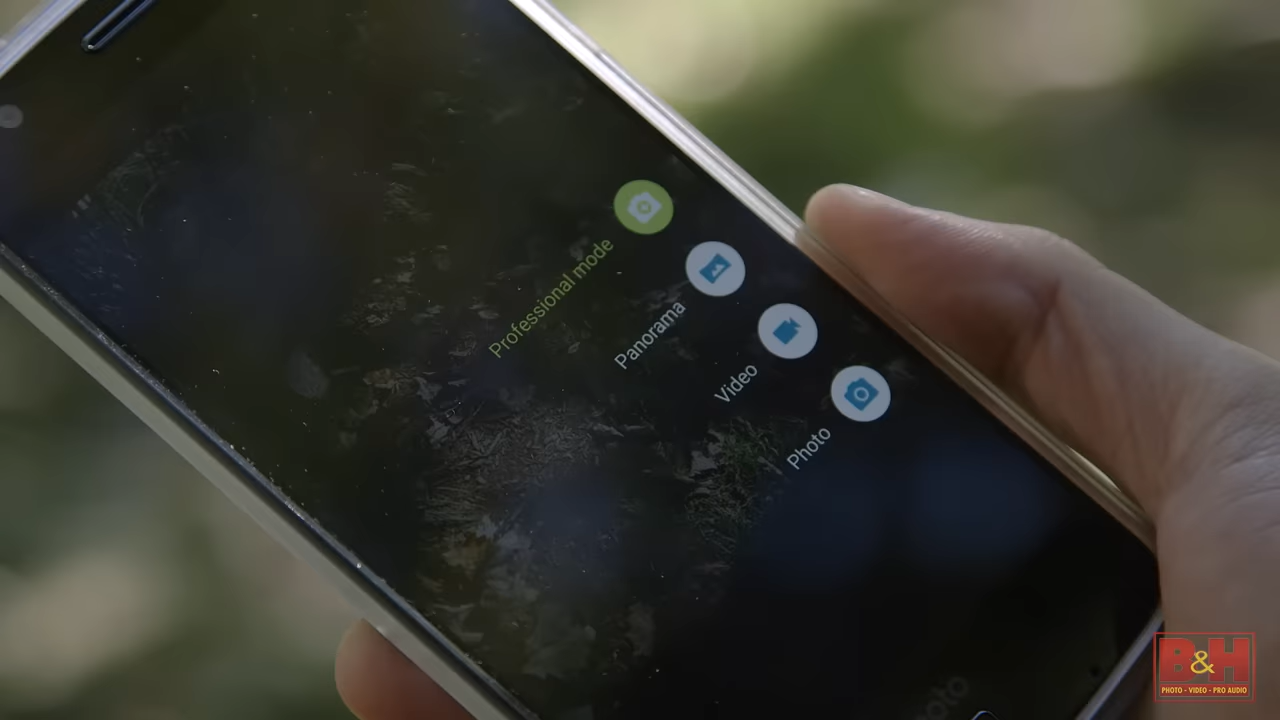 Professional mode
Panorama
Video
Photo
B&H
PHOTO - VIDEO - PRO AUDIO